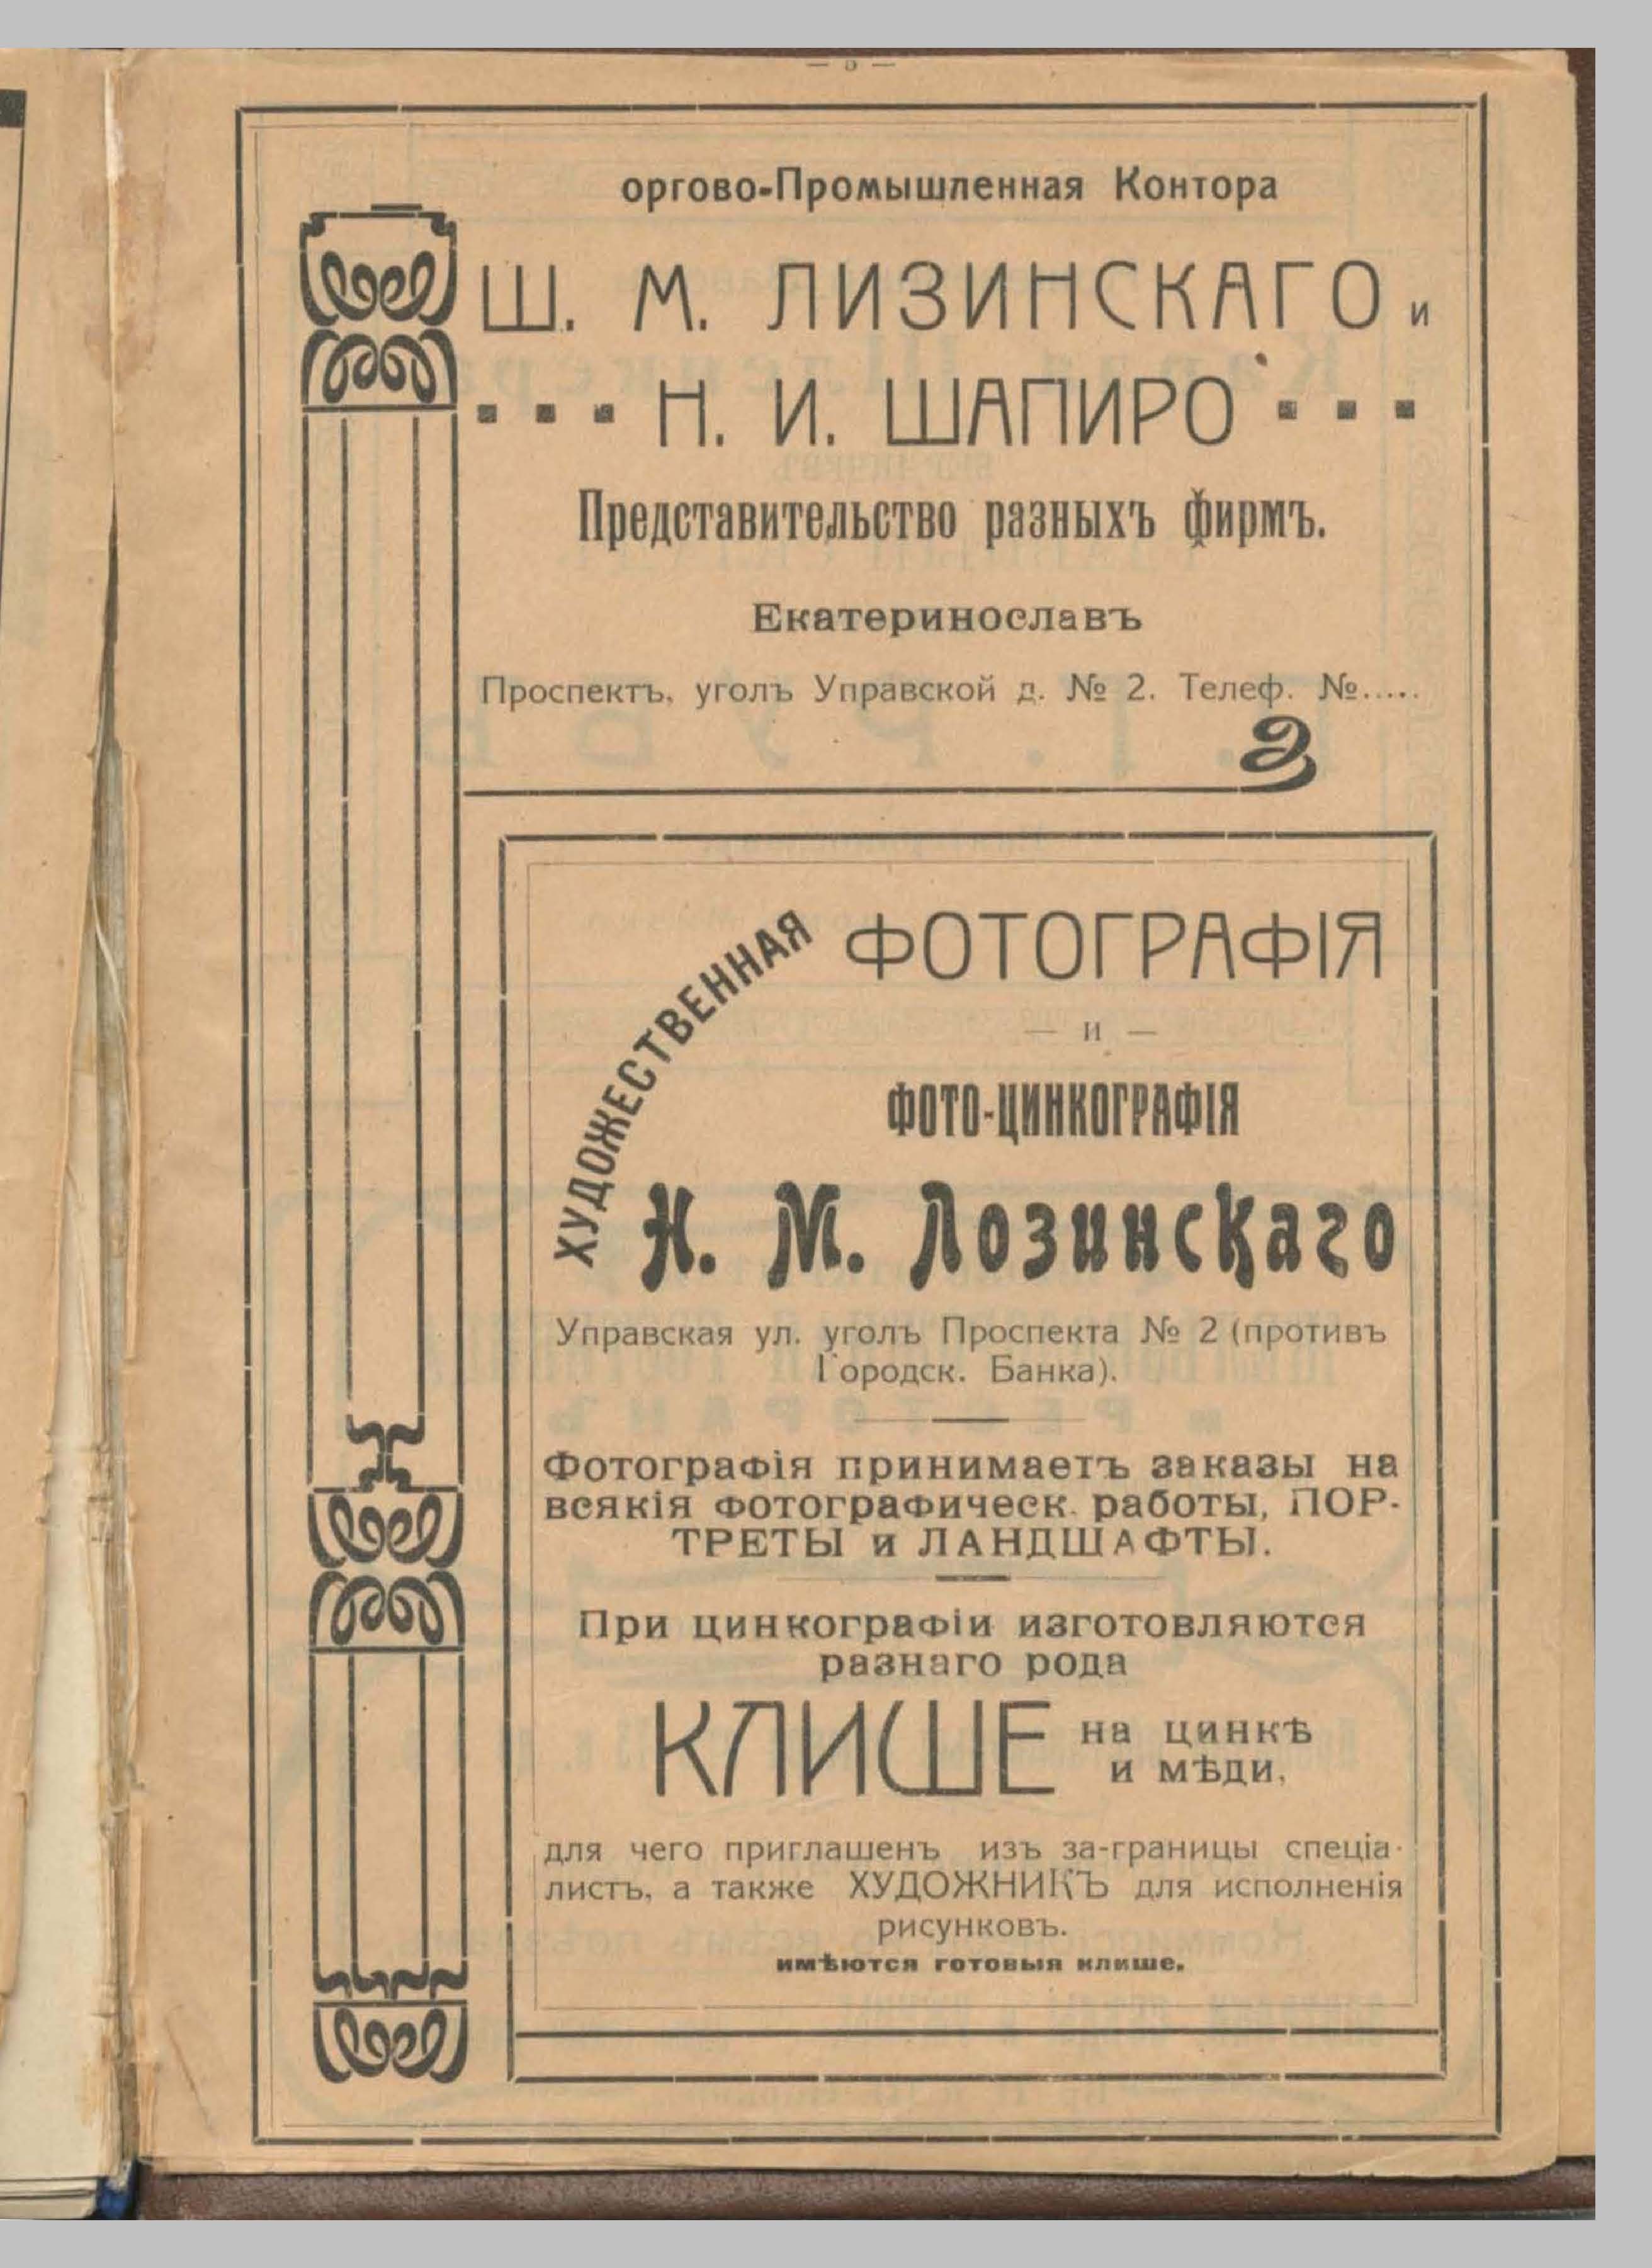 оргово-Промышленная Контора
Ш. М. ЛИЗИНСКАГО и
Н. И. ШАПИРО
Представительство разныхъ фирмъ.
Екатеринославъ
Проспектъ, уголъ Управской д. № 2. Телеф. №.....
ХУДОЖЕСТВЕННАЯ ФОТОГРАФІЯ
— и —
ФОТО-ЦИНКОГРАФІЯ
Н. М. Лозинскаго
Управская ул. уголъ Проспекта № 2 (противъ
Городск. Банка).
Фотографія принимаетъ заказы на
всякія фотографическ. работы, ПОР-
ТРЕТЫ и ЛАНДШАФТЫ.
При цинкографіи изготовляются
разнаго рода
КЛИШЕ на цинкѣ
и мѣди,
для чего приглашенъ изъ за-границы спеціа-
листъ, а также ХУДОЖНИКЪ для исполненія
рисунковъ.
имѣются готовыя клише.